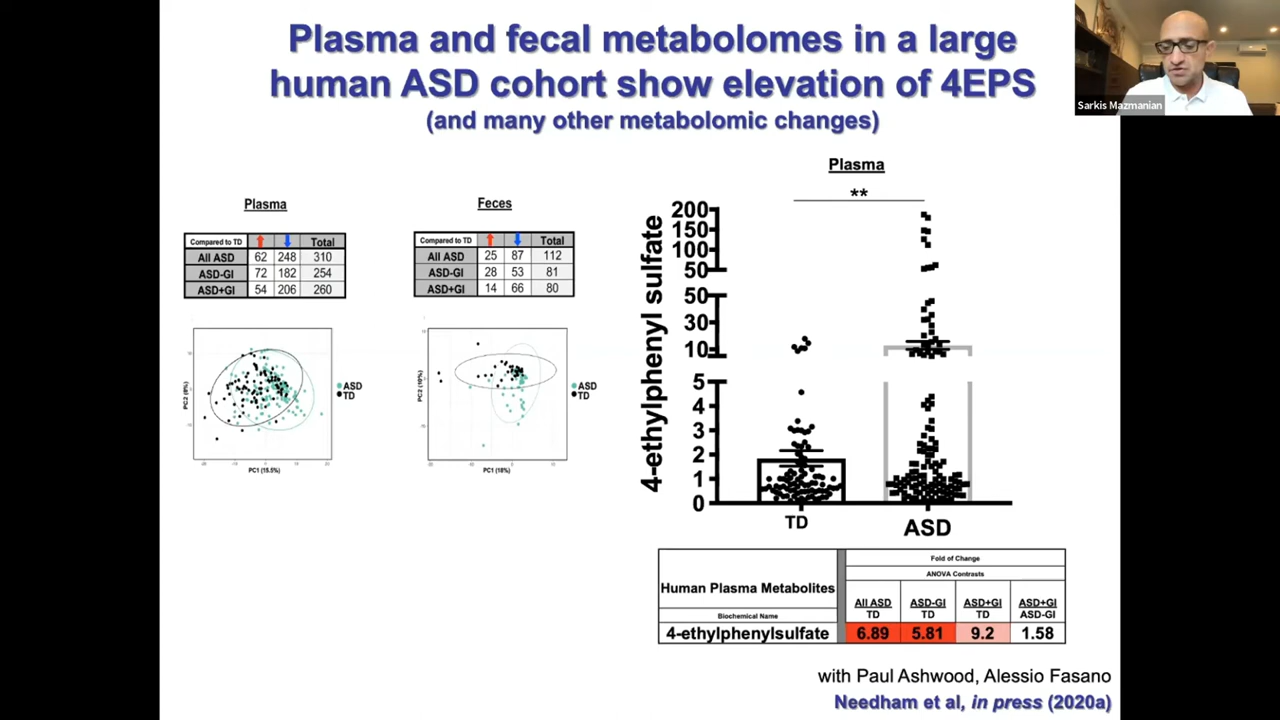 Plasma and fecal metabolomes in a large
human ASD cohort show elevation of 4EPS
(and many other metabolomic changes)
Sarkis Mazmanian
Plasma
Compared to TD Total
All ASD 62 248 310
ASD-GI 72 182 254
ASD+GI 54 206 260
PC2 (8%)
PC1 (15.5%)
ASD
TD
Feces
Compared to TD Total
All ASD 25 87 112
ASD-GI 28 53 81
ASD+GI 14 66 80
PC2 (10%)
PC1 (18%)
ASD
TD
Plasma
**
4-ethylphenyl sulfate
200
150
100
50
50
30
10
5
4
3
2
1
0
TD ASD
Human Plasma Metabolites
Biochemical Name
Fold of Change
ANOVA Contrasts
All ASD ASD-GI ASD+GI ASD+GI
TD TD TD ASD-GI
4-ethylphenylsulfate 6.89 5.81 9.2 1.58
with Paul Ashwood, Alessio Fasano
Needham et al, in press (2020a)